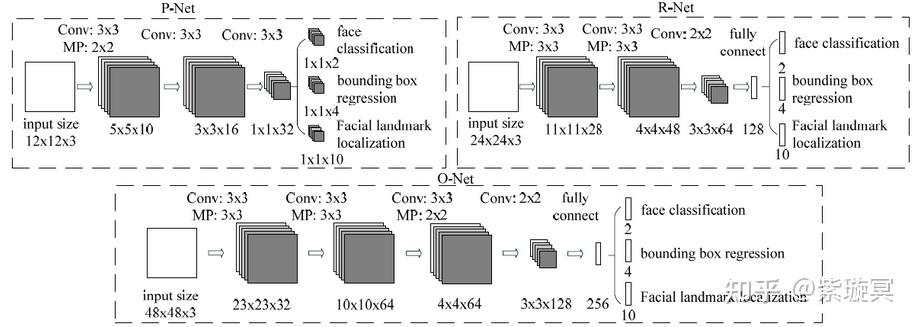 P-Net
Conv: 3x3
MP: 2x2
Conv: 3x3
Conv: 3x3
face
classification
1x1x2
bounding box
regression
1x1x4
Facial landmark
localization
1x1x10
input size
12x12x3
5x5x10
3x3x16
1x1x32
R-Net
Conv: 3x3
MP: 3x3
Conv: 3x3
MP: 3x3
Conv: 2x2
fully
connect
face classification
2
bounding box
regression
4
Facial landmark
localization
10
input size
24x24x3
11x11x28
4x4x48
3x3x64
128
O-Net
Conv: 3x3
MP: 3x3
Conv: 3x3
MP: 3x3
Conv: 3x3
MP: 2x2
Conv: 2x2
fully
connect
face classification
2
bounding box regression
4
Facial landmark localization
10
input size
48x48x3
23x23x32
10x10x64
4x4x64
3x3x128
256
知乎 @紫璇冥